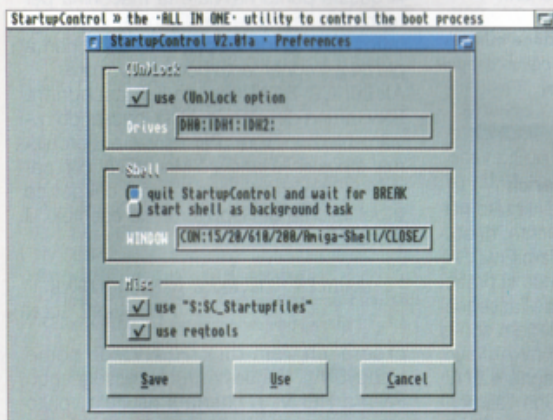 StartupControl » the ·ALL IN ONE· utility to control the boot process
StartupControl V2.01a · Preferences
(Un)Lock
use (Un)Lock option
Drives DH0:|DH1:|DH2:
Shell
quit StartupControl and wait for BREAK
start shell as background task
WINDOW CON:15/20/610/200/Amiga-Shell/CLOSE/
Misc
use "S:SC_Startupfiles"
use reqtools
Save Use Cancel